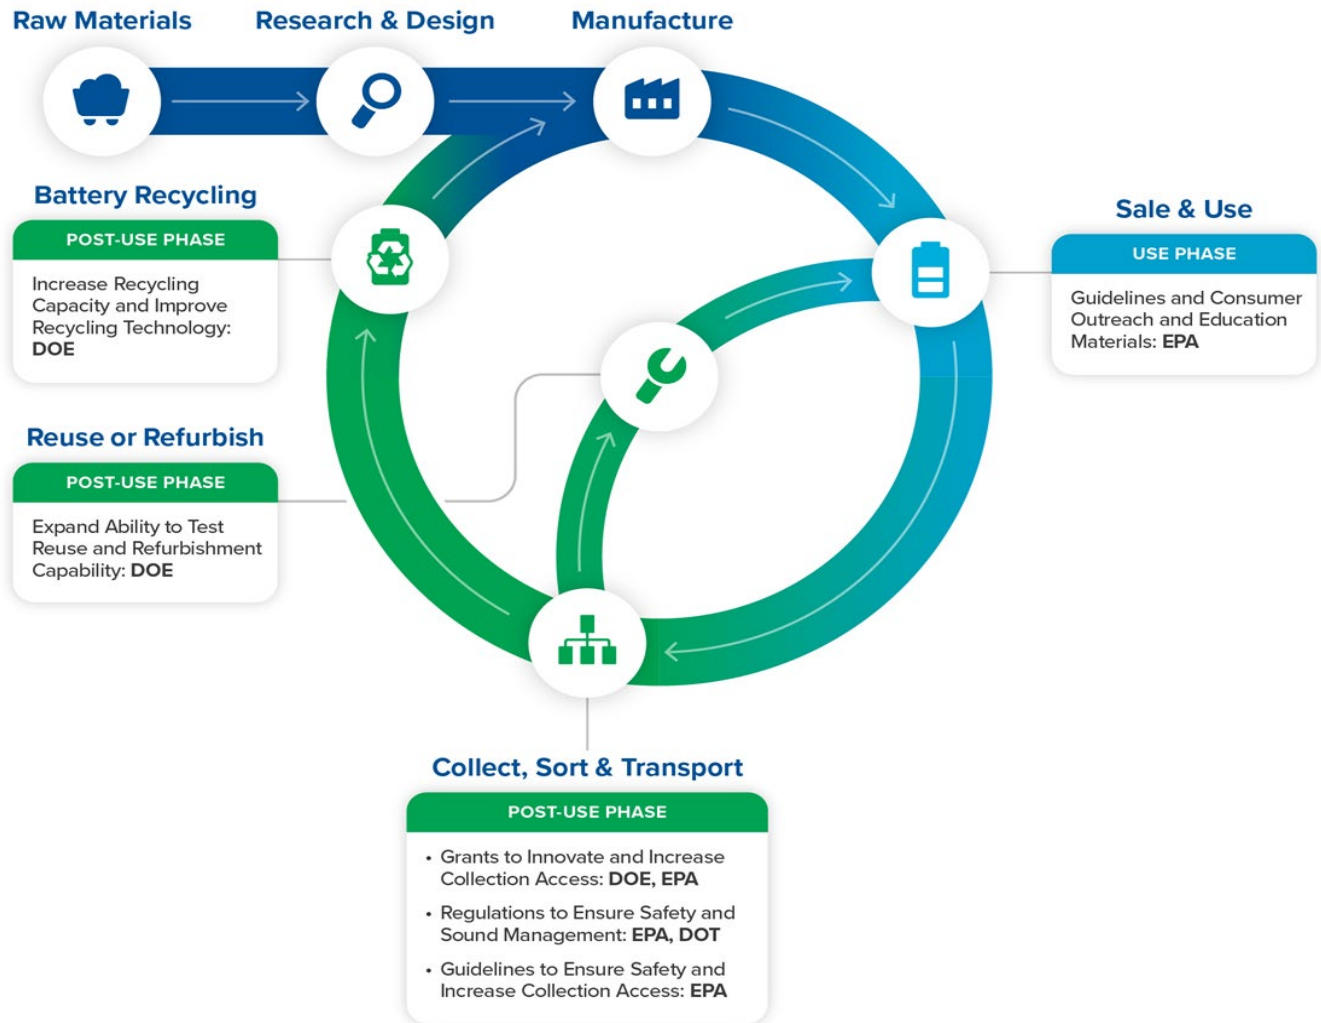 Raw Materials
Research & Design
Manufacture
Battery Recycling
POST-USE PHASE
Increase Recycling
Capacity and Improve
Recycling Technology:
DOE
Sale & Use
USE PHASE
Guidelines and Consumer
Outreach and Education
Materials: EPA
Reuse or Refurbish
POST-USE PHASE
Expand Ability to Test
Reuse and Refurbishment
Capability: DOE
Collect, Sort & Transport
POST-USE PHASE
• Grants to Innovate and Increase
Collection Access: DOE, EPA
• Regulations to Ensure Safety and
Sound Management: EPA, DOT
• Guidelines to Ensure Safety and
Increase Collection Access: EPA